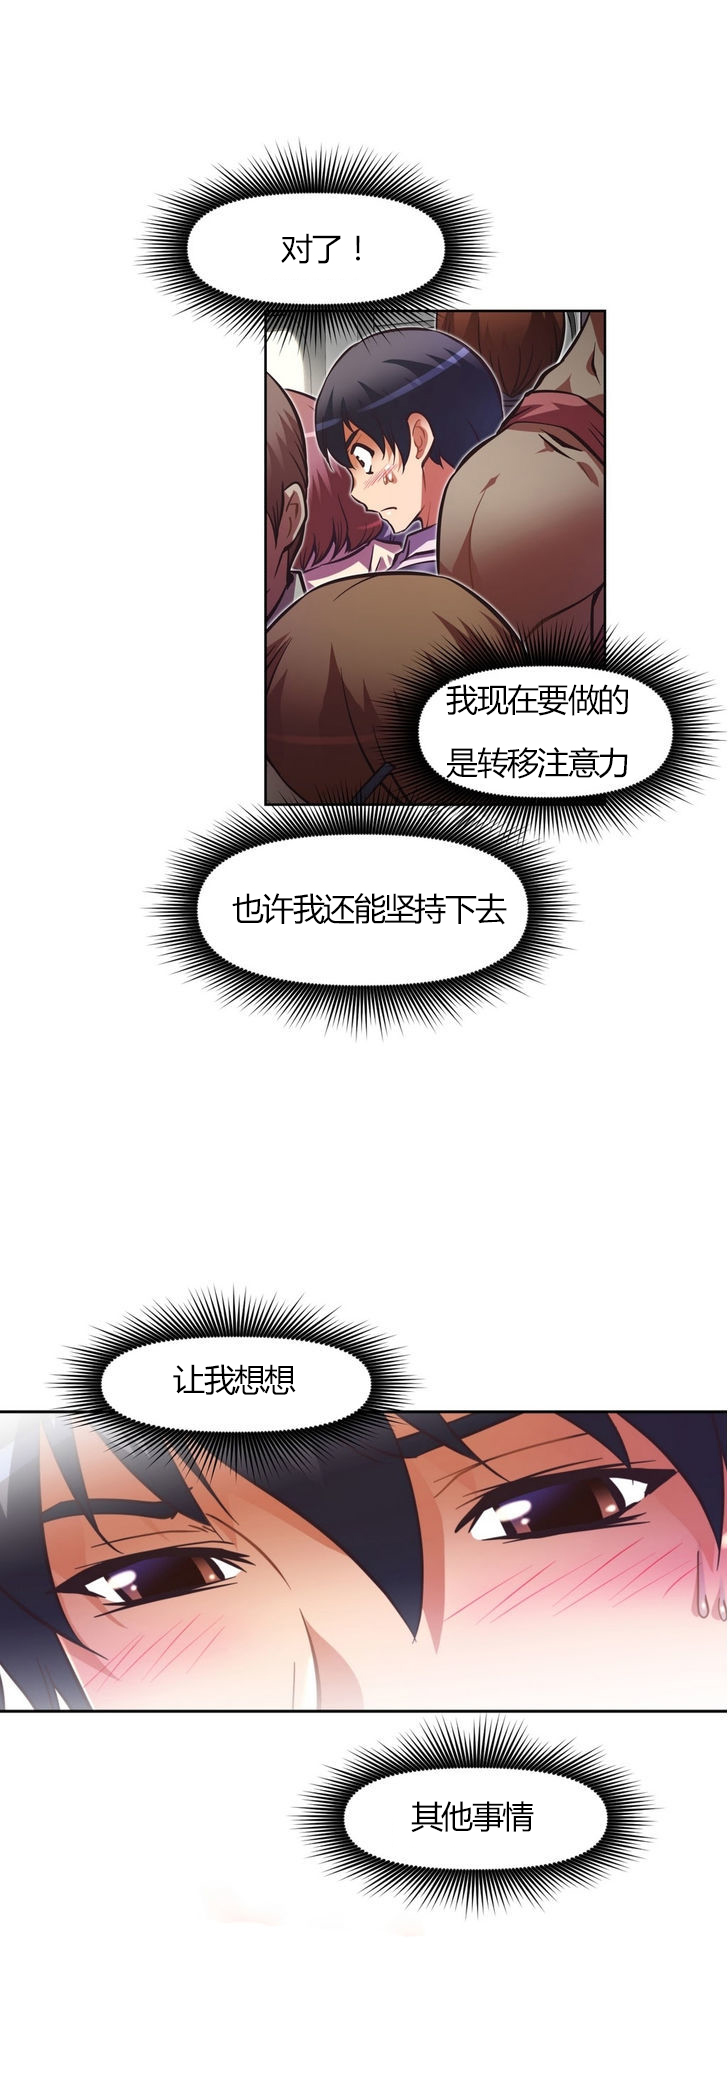 对了！
我现在要做的
是转移注意力
也许我还能坚持下去
让我想想
其他事情